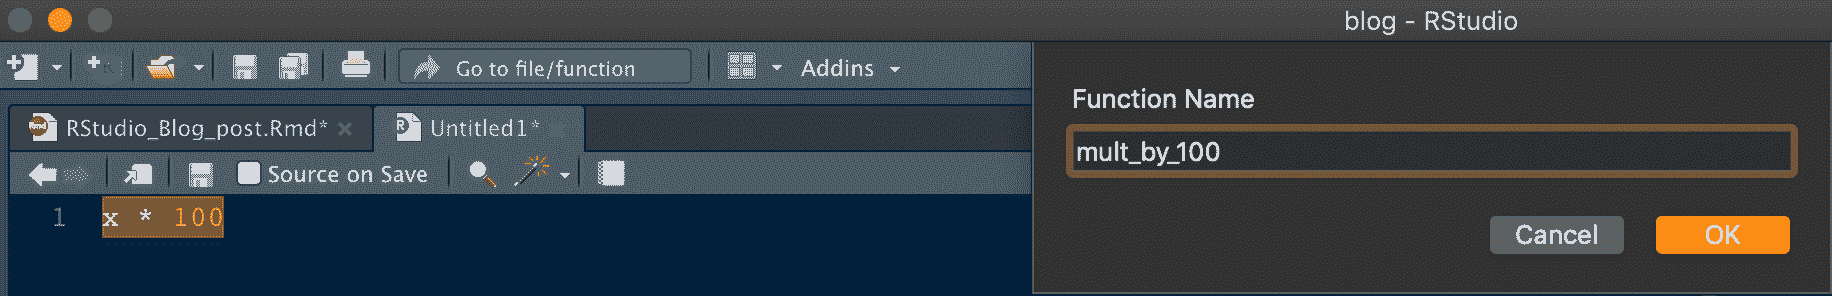 blog - RStudio
Go to file/function
Addins
RStudio_Blog_post.Rmd*
Untitled1*
Source on Save
1 x * 100
Function Name
mult_by_100
Cancel
OK